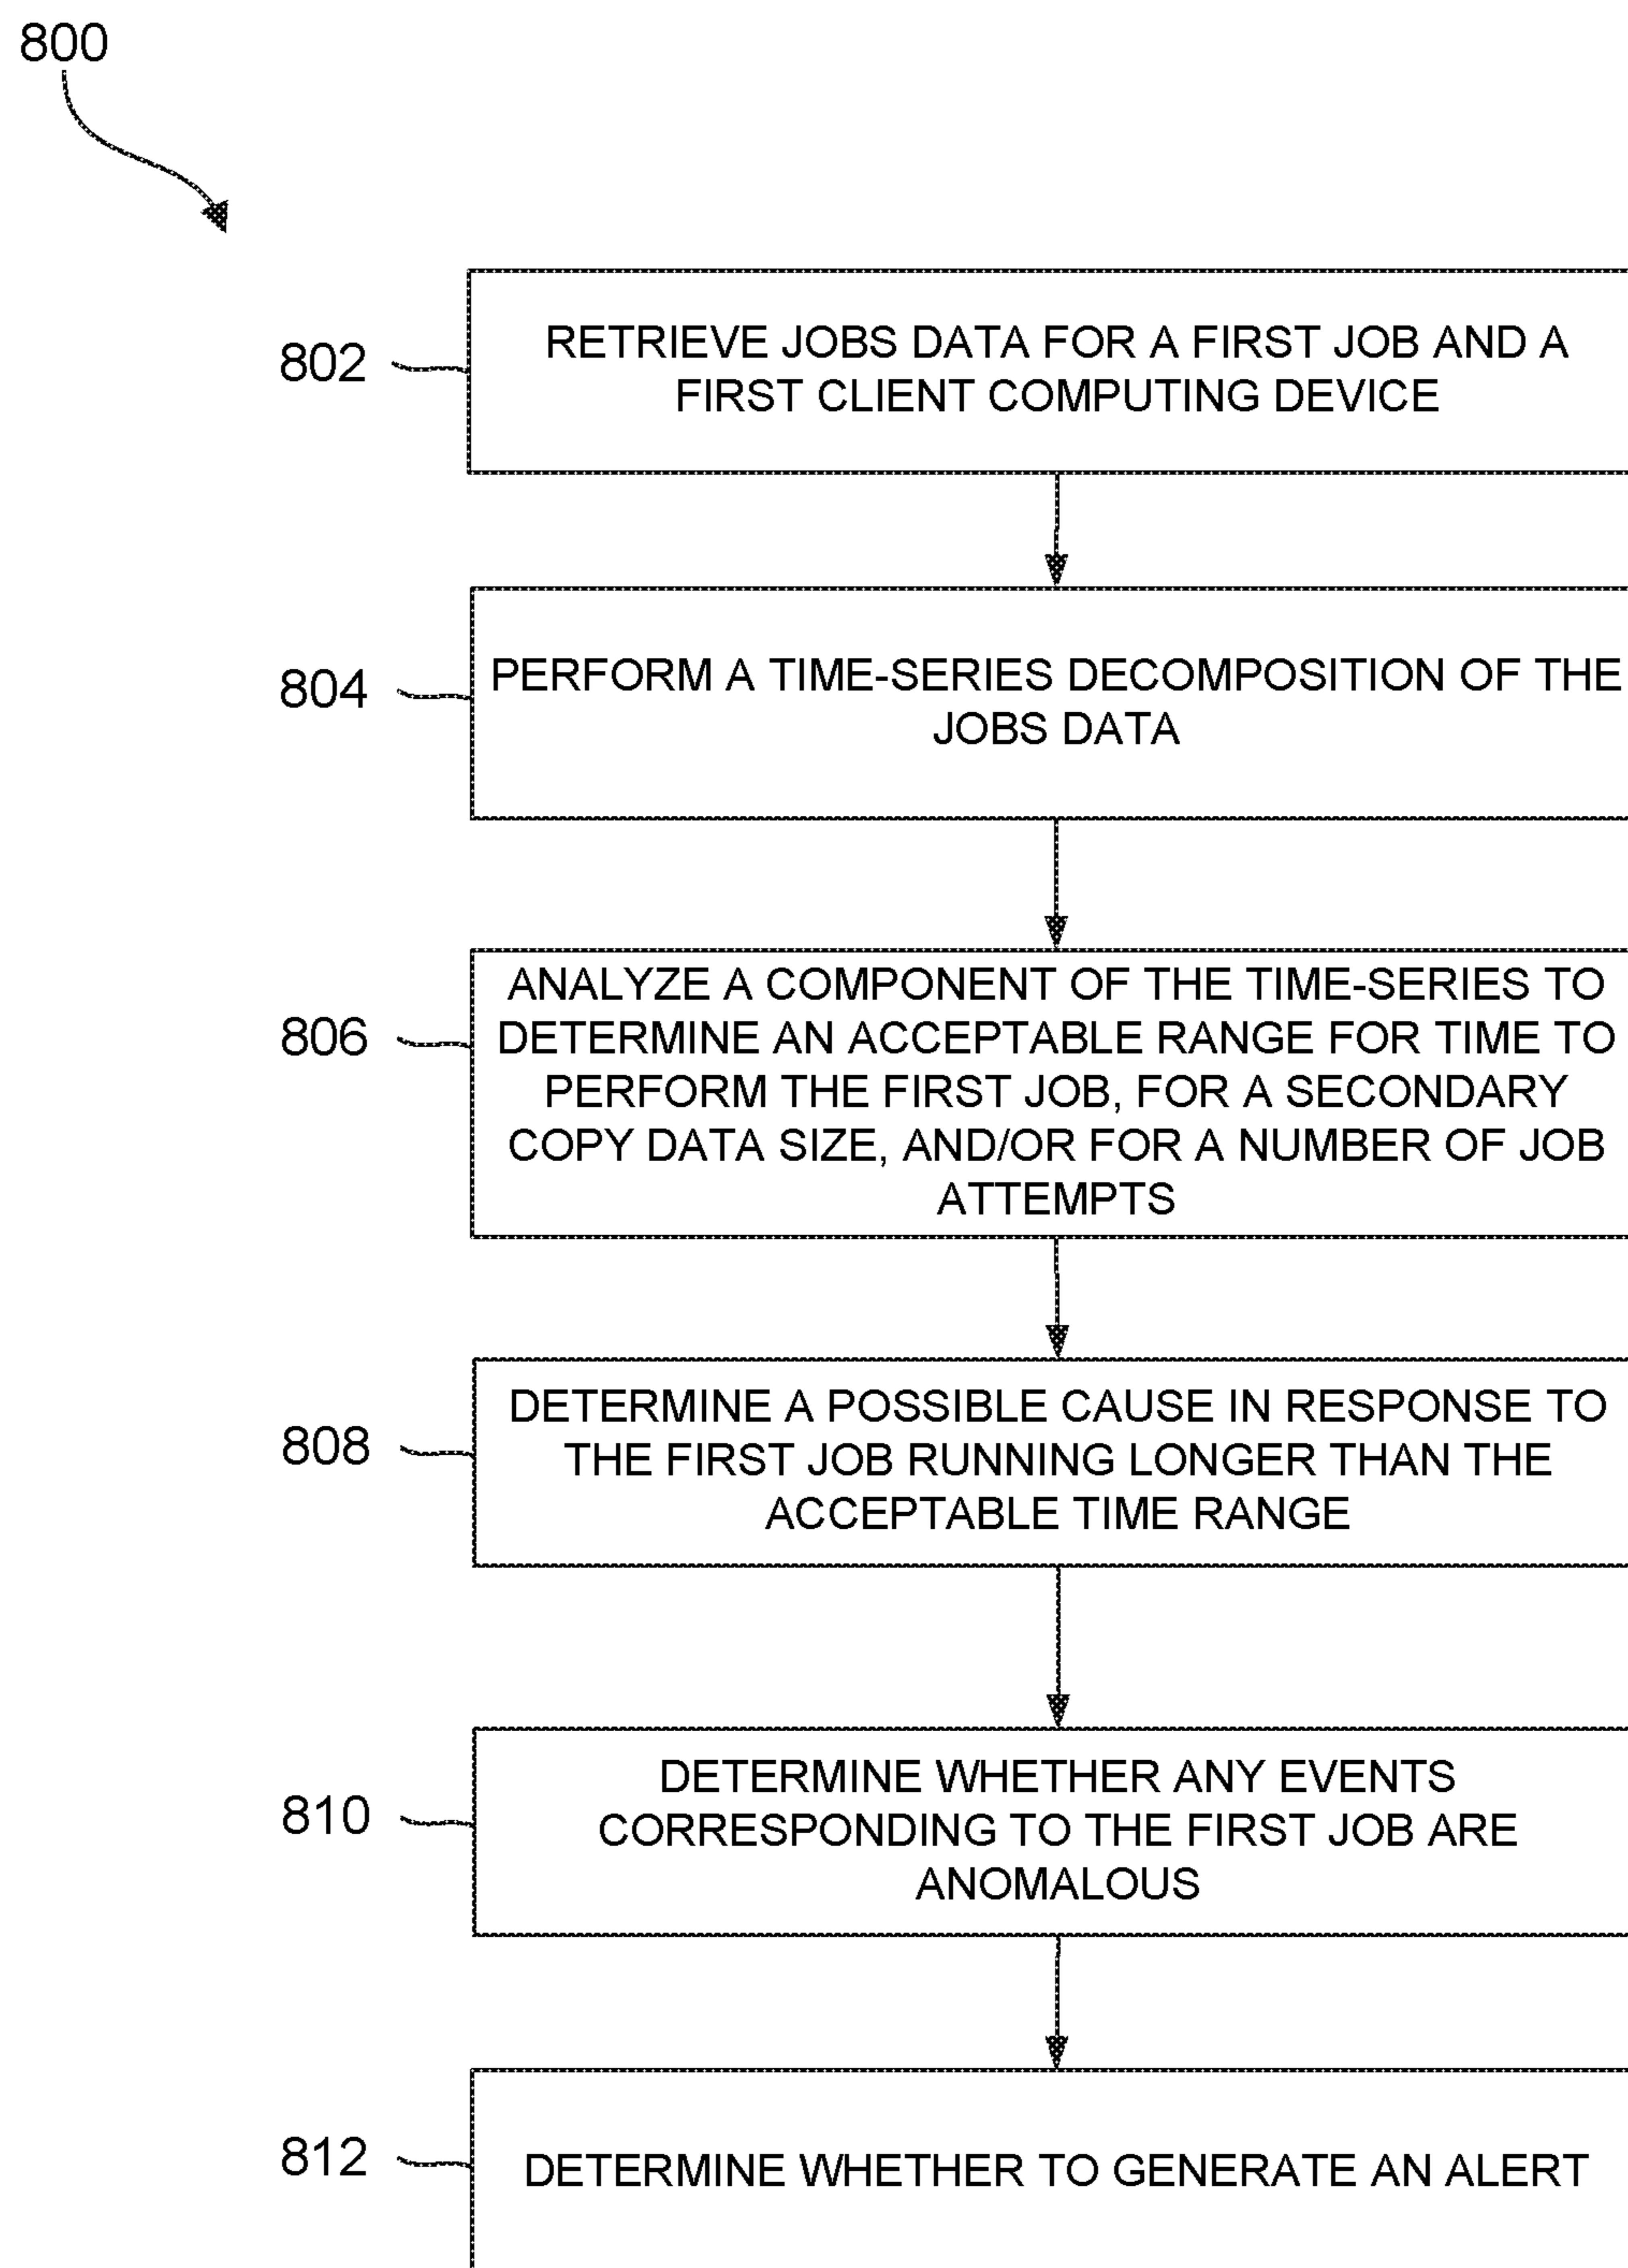 800
802
RETRIEVE JOBS DATA FOR A FIRST JOB AND A
FIRST CLIENT COMPUTING DEVICE
804
PERFORM A TIME-SERIES DECOMPOSITION OF THE
JOBS DATA
806
ANALYZE A COMPONENT OF THE TIME-SERIES TO
DETERMINE AN ACCEPTABLE RANGE FOR TIME TO
PERFORM THE FIRST JOB, FOR A SECONDARY
COPY DATA SIZE, AND/OR FOR A NUMBER OF JOB
ATTEMPTS
808
DETERMINE A POSSIBLE CAUSE IN RESPONSE TO
THE FIRST JOB RUNNING LONGER THAN THE
ACCEPTABLE TIME RANGE
810
DETERMINE WHETHER ANY EVENTS
CORRESPONDING TO THE FIRST JOB ARE
ANOMALOUS
812
DETERMINE WHETHER TO GENERATE AN ALERT